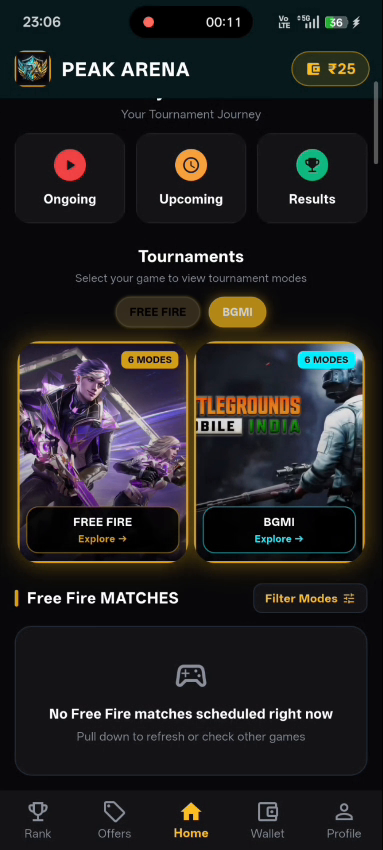 23:06
00:11
Vo LTE 5G 36
PEAK ARENA
₹25
Your Tournament Journey
Ongoing
Upcoming
Results
Tournaments
Select your game to view tournament modes
FREE FIRE
BGMI
6 MODES
FREE FIRE
Explore →
6 MODES
TLEGROUNDS
BILE INDIA
BGMI
Explore →
Free Fire MATCHES
Filter Modes
No Free Fire matches scheduled right now
Pull down to refresh or check other games
Rank
Offers
Home
Wallet
Profile